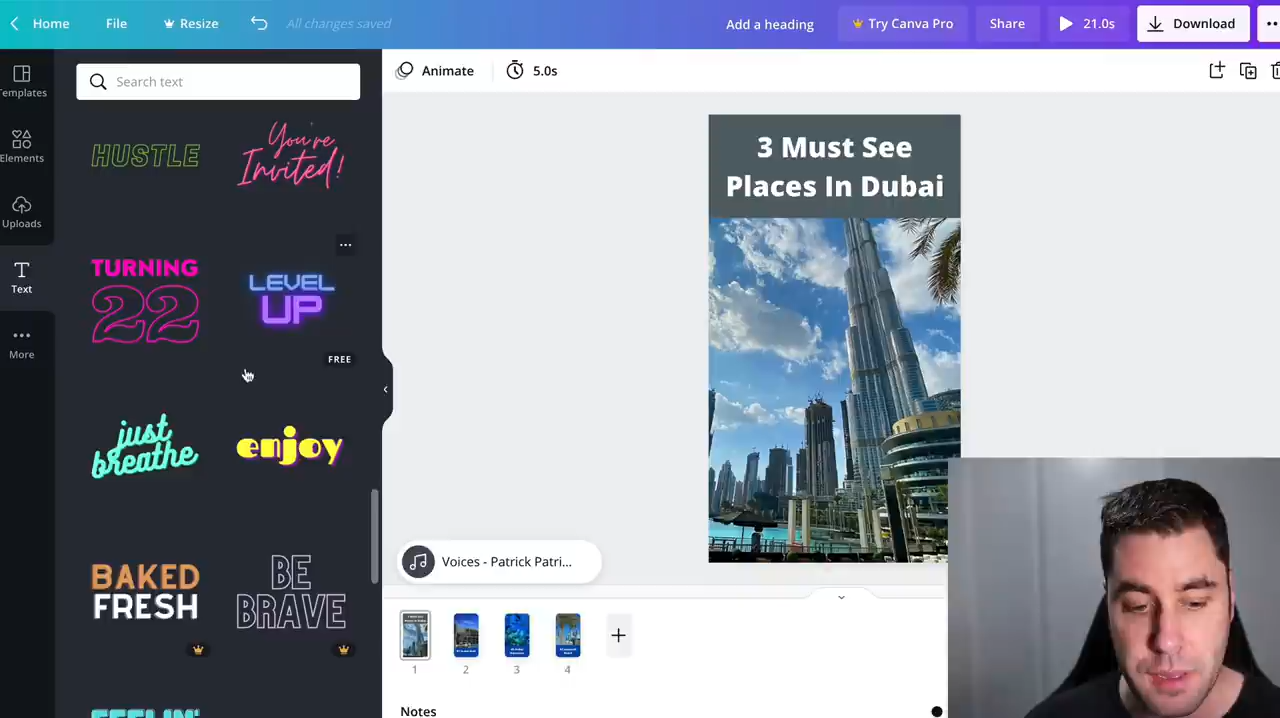 Home File Resize All changes saved Add a heading Try Canva Pro Share 21.0s Download
Templates
Elements
Uploads
Text
More
Search text
HUSTLE
You're
Invited!
TURNING
22
LEVEL
UP
FREE
just
breathe
enjoy
BAKED
FRESH
BE
BRAVE
FEELIN'
Animate 5.0s
3 Must See
Places In Dubai
Voices - Patrick Patri...
1 2 3 4
Notes